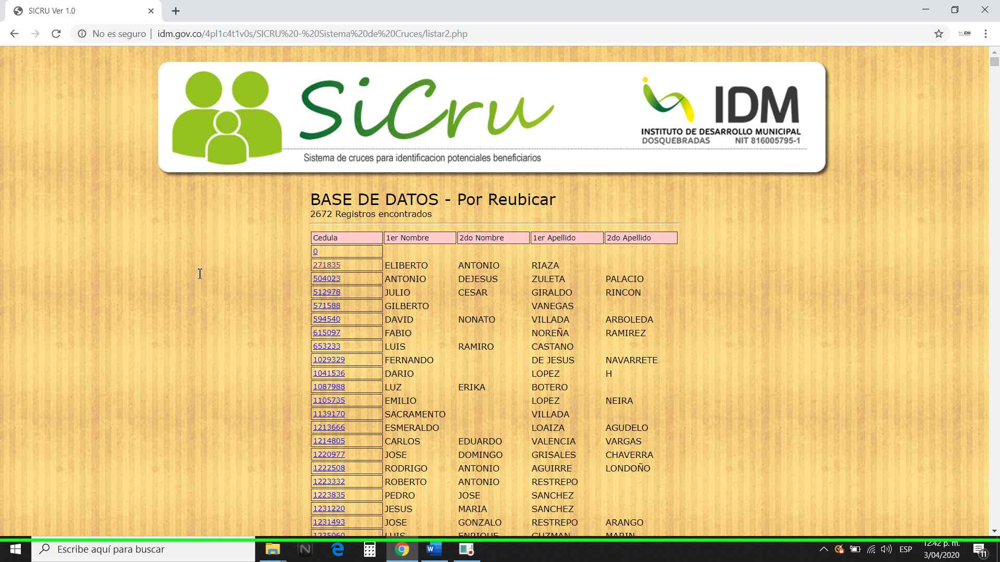 SICRU Ver 1.0
No es seguro | idm.gov.co/4pl1c4t1v0s/SICRU%20-%20Sistema%20de%20Cruces/listar2.php
IDM
SiCru
IDM
INSTITUTO DE DESARROLLO MUNICIPAL
DOSQUEBRADAS NIT 816005795-1
Sistema de cruces para identificacion potenciales beneficiarios
BASE DE DATOS - Por Reubicar
2672 Registros encontrados
Cedula 1er Nombre 2do Nombre 1er Apellido 2do Apellido
0
271835 ELIBERTO ANTONIO RIAZA
504023 ANTONIO DEJESUS ZULETA PALACIO
512978 JULIO CESAR GIRALDO RINCON
571588 GILBERTO VANEGAS
594540 DAVID NONATO VILLADA ARBOLEDA
615097 FABIO NOREÑA RAMIREZ
653233 LUIS RAMIRO CASTANO
1029329 FERNANDO DE JESUS NAVARRETE
1041536 DARIO LOPEZ H
1087988 LUZ ERIKA BOTERO
1105735 EMILIO LOPEZ NEIRA
1139170 SACRAMENTO VILLADA
1213666 ESMERALDO LOAIZA AGUDELO
1214805 CARLOS EDUARDO VALENCIA VARGAS
1220977 JOSE DOMINGO GRISALES CHAVERRA
1222508 RODRIGO ANTONIO AGUIRRE LONDOÑO
1223332 ROBERTO ANTONIO RESTREPO
1223835 PEDRO JOSE SANCHEZ
1231220 JESUS MARIA SANCHEZ
1231493 JOSE GONZALO RESTREPO ARANGO
1235060 LUIS ENRIQUE GUZMAN MARIN
Escribe aquí para buscar
ESP
12:42 p. m.
3/04/2020
11